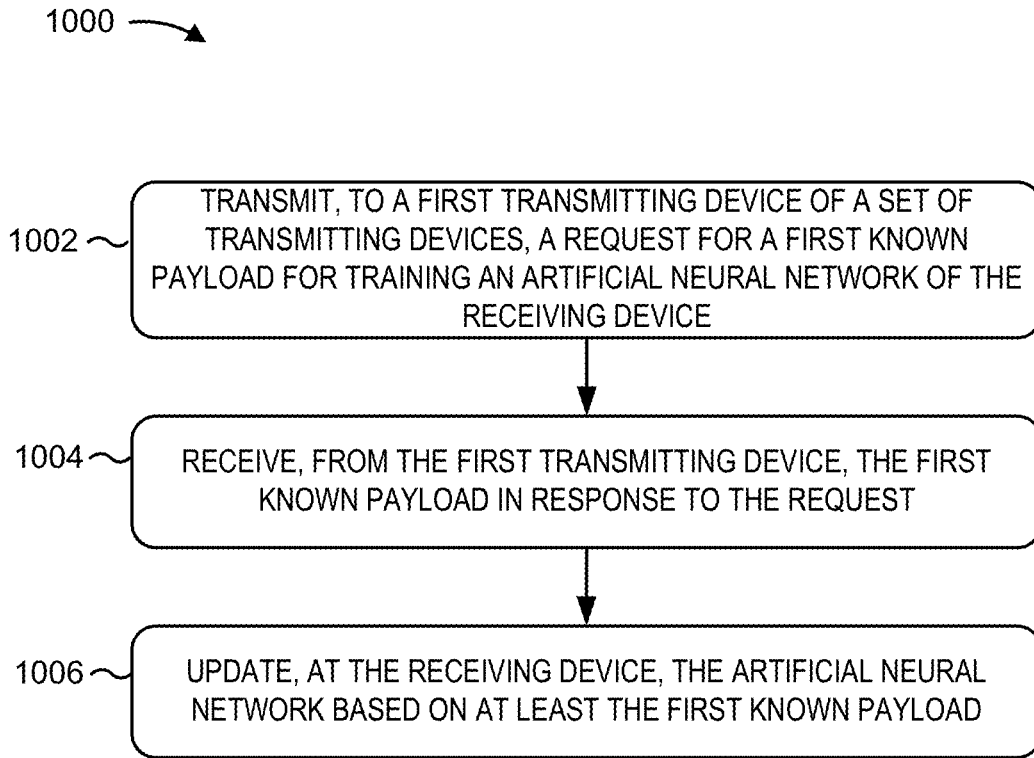 1000
TRANSMIT, TO A FIRST TRANSMITTING DEVICE OF A SET OF
1002
TRANSMITTING DEVICES, A REQUEST FOR A FIRST KNOWN
PAYLOAD FOR TRAINING AN ARTIFICIAL NEURAL NETWORK OF THE
RECEIVING DEVICE
1004
RECEIVE, FROM THE FIRST TRANSMITTING DEVICE, THE FIRST
KNOWN PAYLOAD IN RESPONSE TO THE REQUEST
1006
UPDATE, AT THE RECEIVING DEVICE, THE ARTIFICIAL NEURAL
NETWORK BASED ON AT LEAST THE FIRST KNOWN PAYLOAD